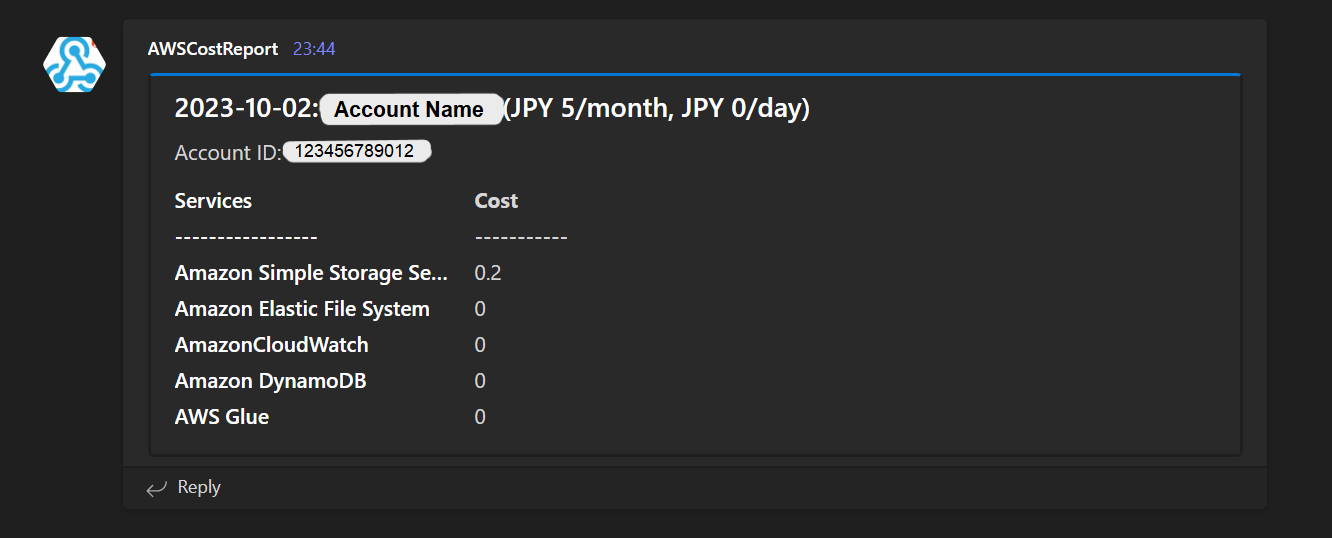 AWSCostReport 23:44
2023-10-02: Account Name (JPY 5/month, JPY 0/day)
Account ID: 123456789012
Services Cost
----------------- -----------
Amazon Simple Storage Se... 0.2
Amazon Elastic File System 0
AmazonCloudWatch 0
Amazon DynamoDB 0
AWS Glue 0
Reply